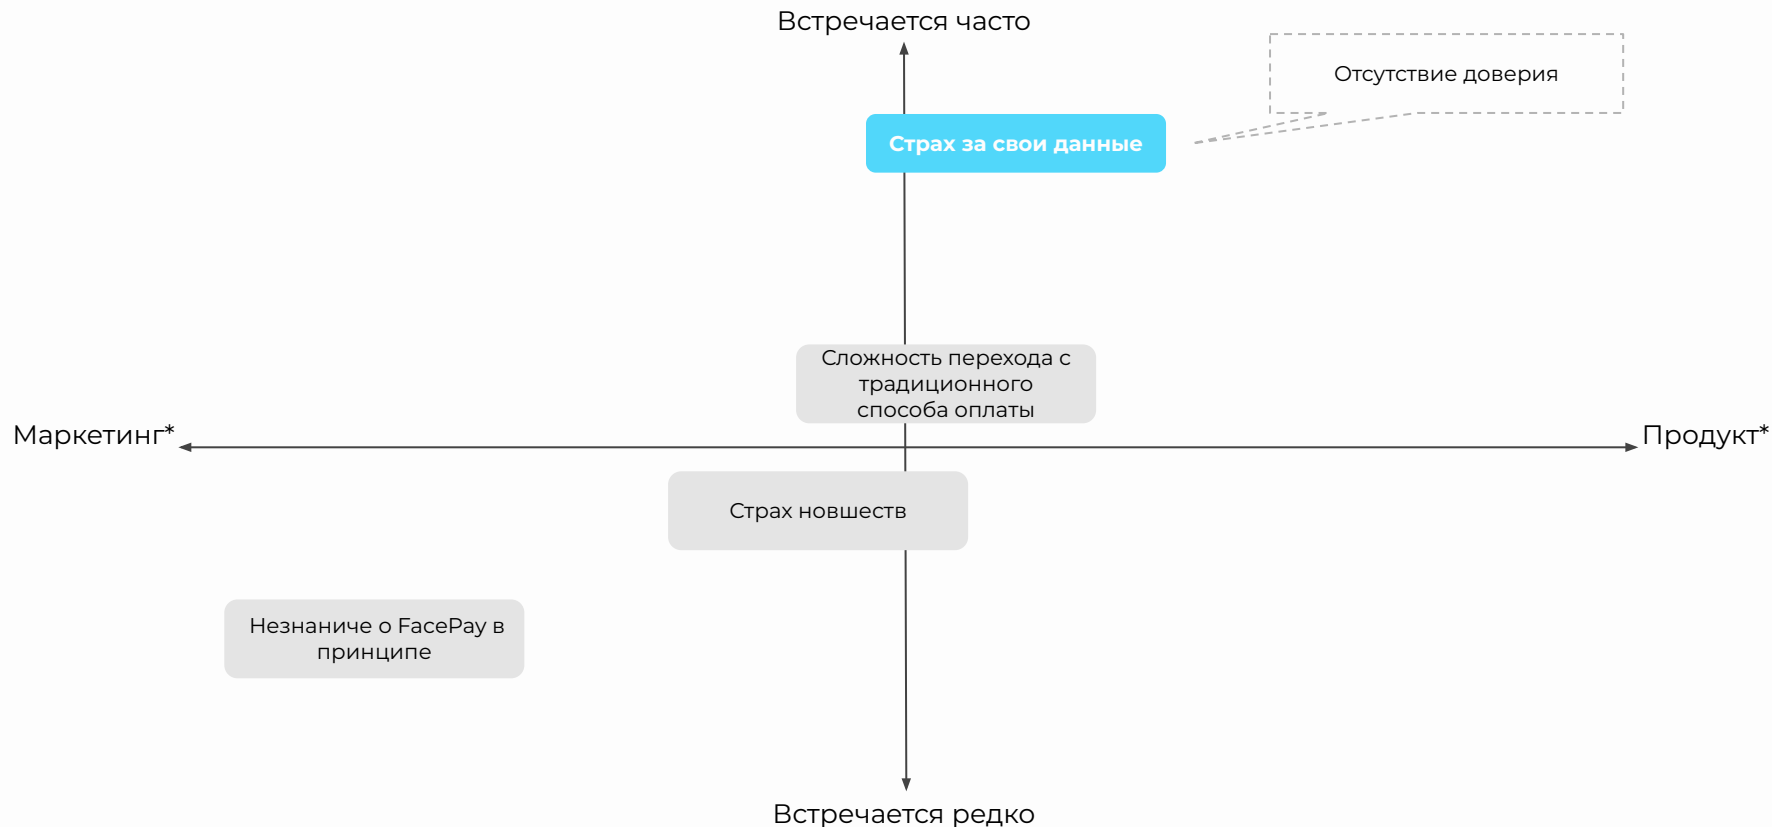 Встречается часто
Отсутствие доверия
Страх за свои данные
Сложность перехода с
традиционного
способа оплаты
Маркетинг*
Продукт*
Страх новшеств
Незнаниче о FacePay в
принципе
Встречается редко